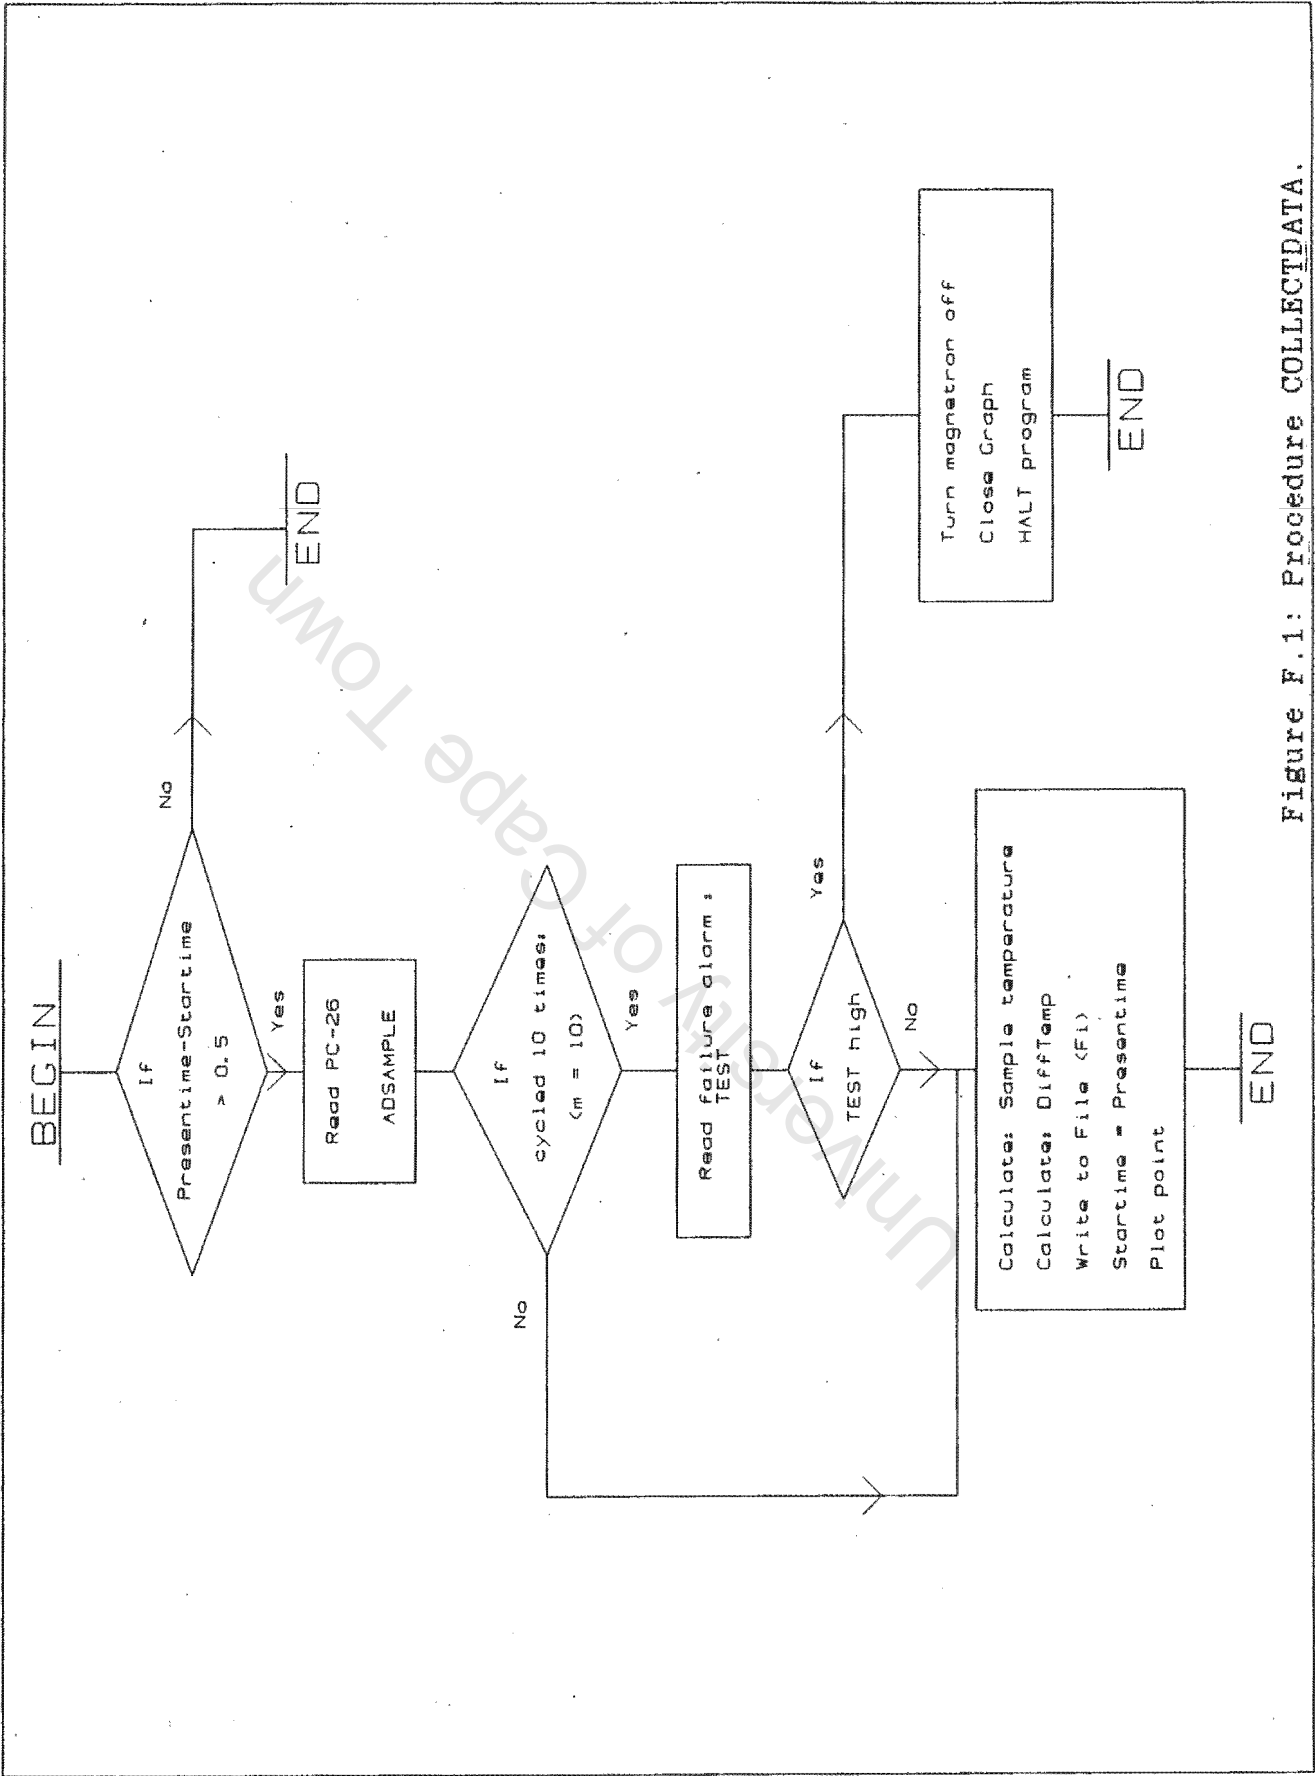 BEGIN
If
Presentime-Startime
> 0.5
No
END
Yes
Read PC-26
ADSAMPLE
If
cycled 10 times:
(m = 10)
No
Yes
Read failure alarm :
TEST
If
TEST high
Yes
No
Turn magnetron off
Close Graph
HALT program
END
Calculate: Sample temperature
Calculate: DiffTemp
Write to File (Fi)
Startime = Presentime
Plot point
END
Figure F.1: Procedure COLLECTDATA.
University of Cape Town